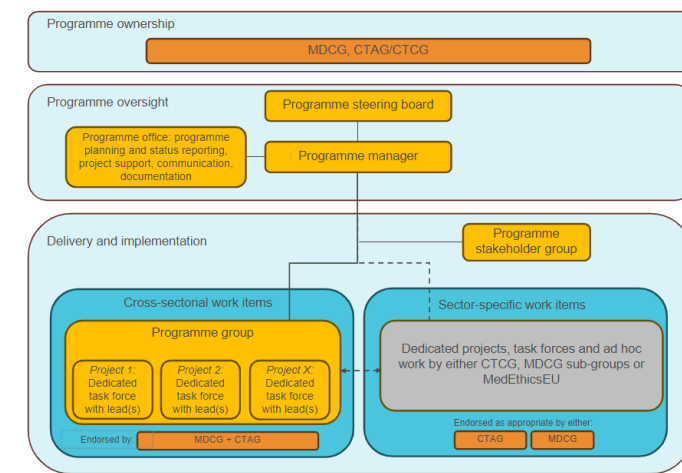 Programme ownership
MDCG, CTAG/CTCG
Programme oversight
Programme steering board
Programme office: programme
planning and status reporting,
project support, communication,
documentation
Programme manager
Delivery and implementation
Programme
stakeholder group
Cross-sectorial work items
Programme group
Project 1:
Dedicated
task force
with lead(s)
Project 2:
Dedicated
task force
with lead(s)
Project X:
Dedicated
task force
with lead(s)
Endorsed by:
MDCG + CTAG
Sector-specific work items
Dedicated projects, task forces and ad hoc
work by either CTCG, MDCG sub-groups or
MedEthicsEU
Endorsed as appropriate by either:
CTAG
MDCG